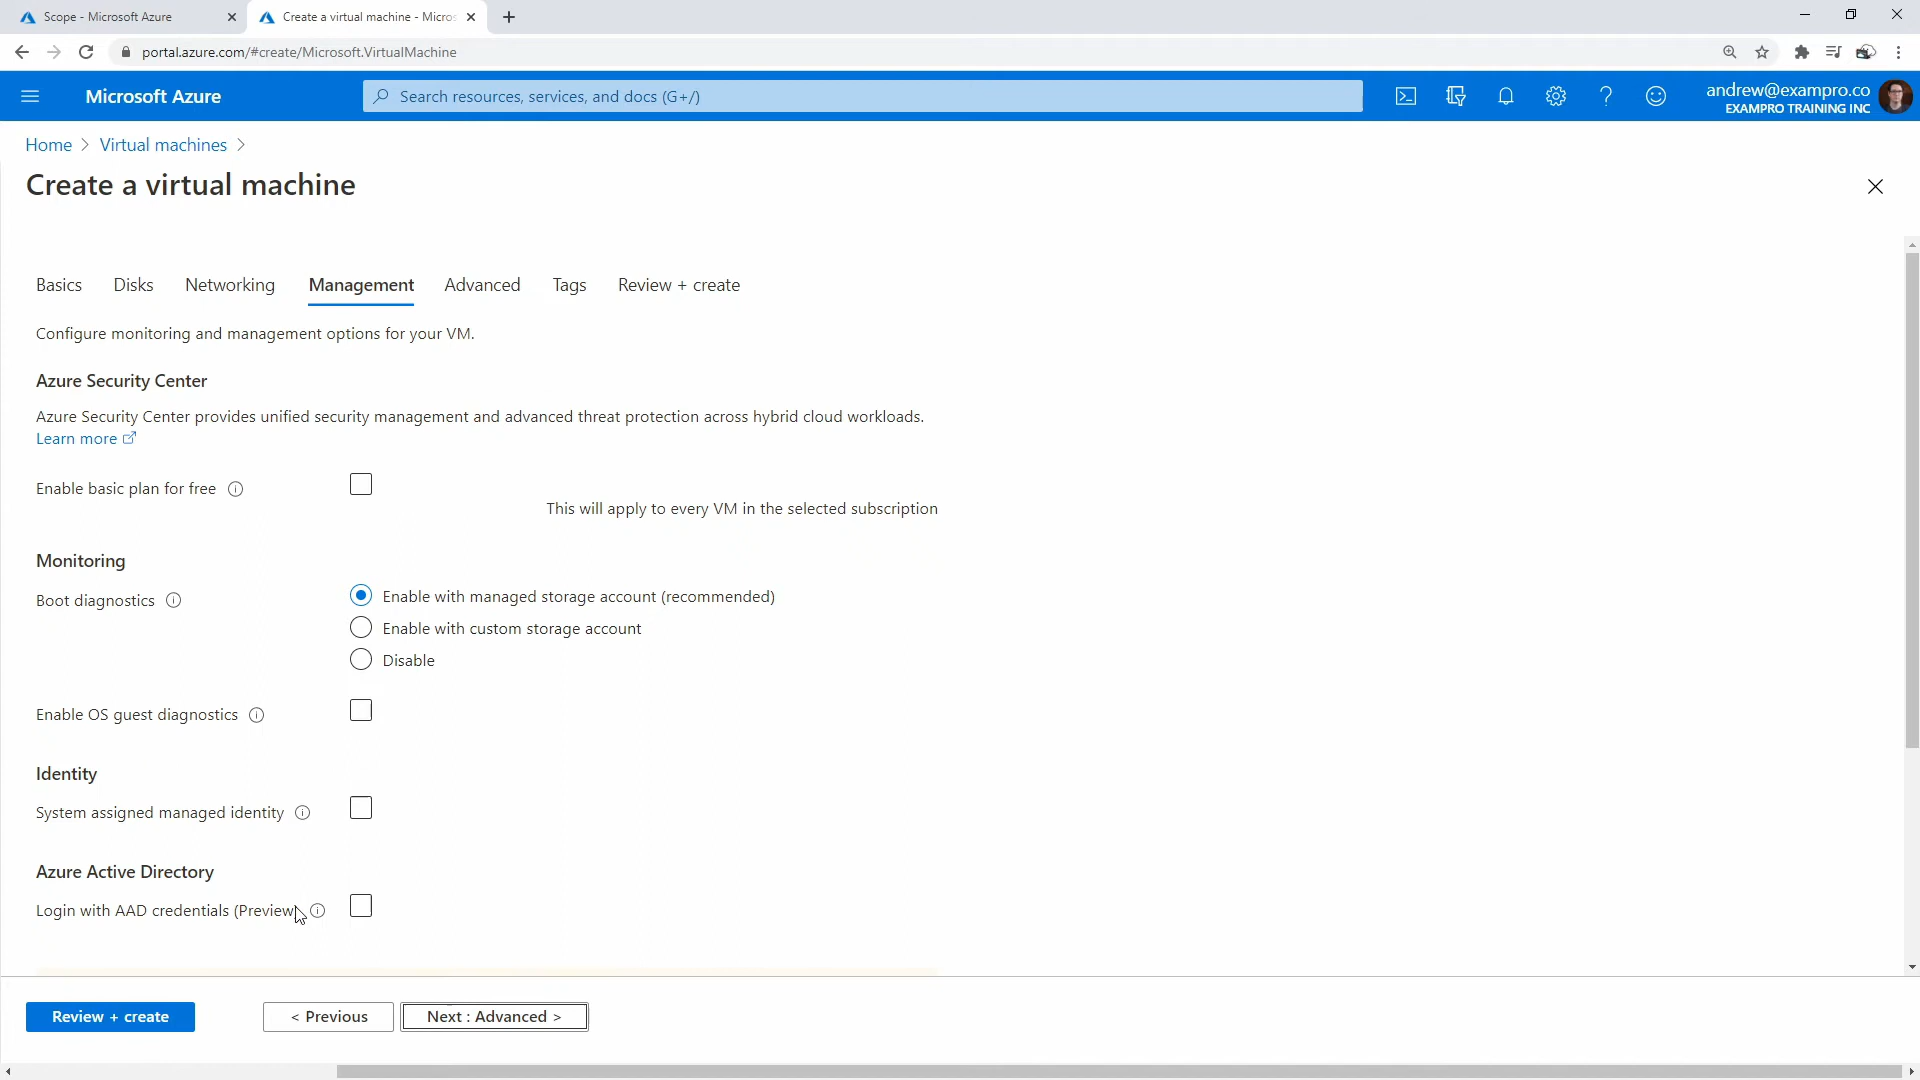 Scope - Microsoft Azure
Create a virtual machine - Micros
portal.azure.com/#create/Microsoft.VirtualMachine
Microsoft Azure
Search resources, services, and docs (G+/)
andrew@exampro.co
EXAMPRO TRAINING INC
Home > Virtual machines >
Create a virtual machine
Basics Disks Networking Management Advanced Tags Review + create
Configure monitoring and management options for your VM.
Azure Security Center
Azure Security Center provides unified security management and advanced threat protection across hybrid cloud workloads.
Learn more
Enable basic plan for free
This will apply to every VM in the selected subscription
Monitoring
Boot diagnostics
Enable with managed storage account (recommended)
Enable with custom storage account
Disable
Enable OS guest diagnostics
Identity
System assigned managed identity
Azure Active Directory
Login with AAD credentials (Preview)
Review + create
< Previous
Next : Advanced >